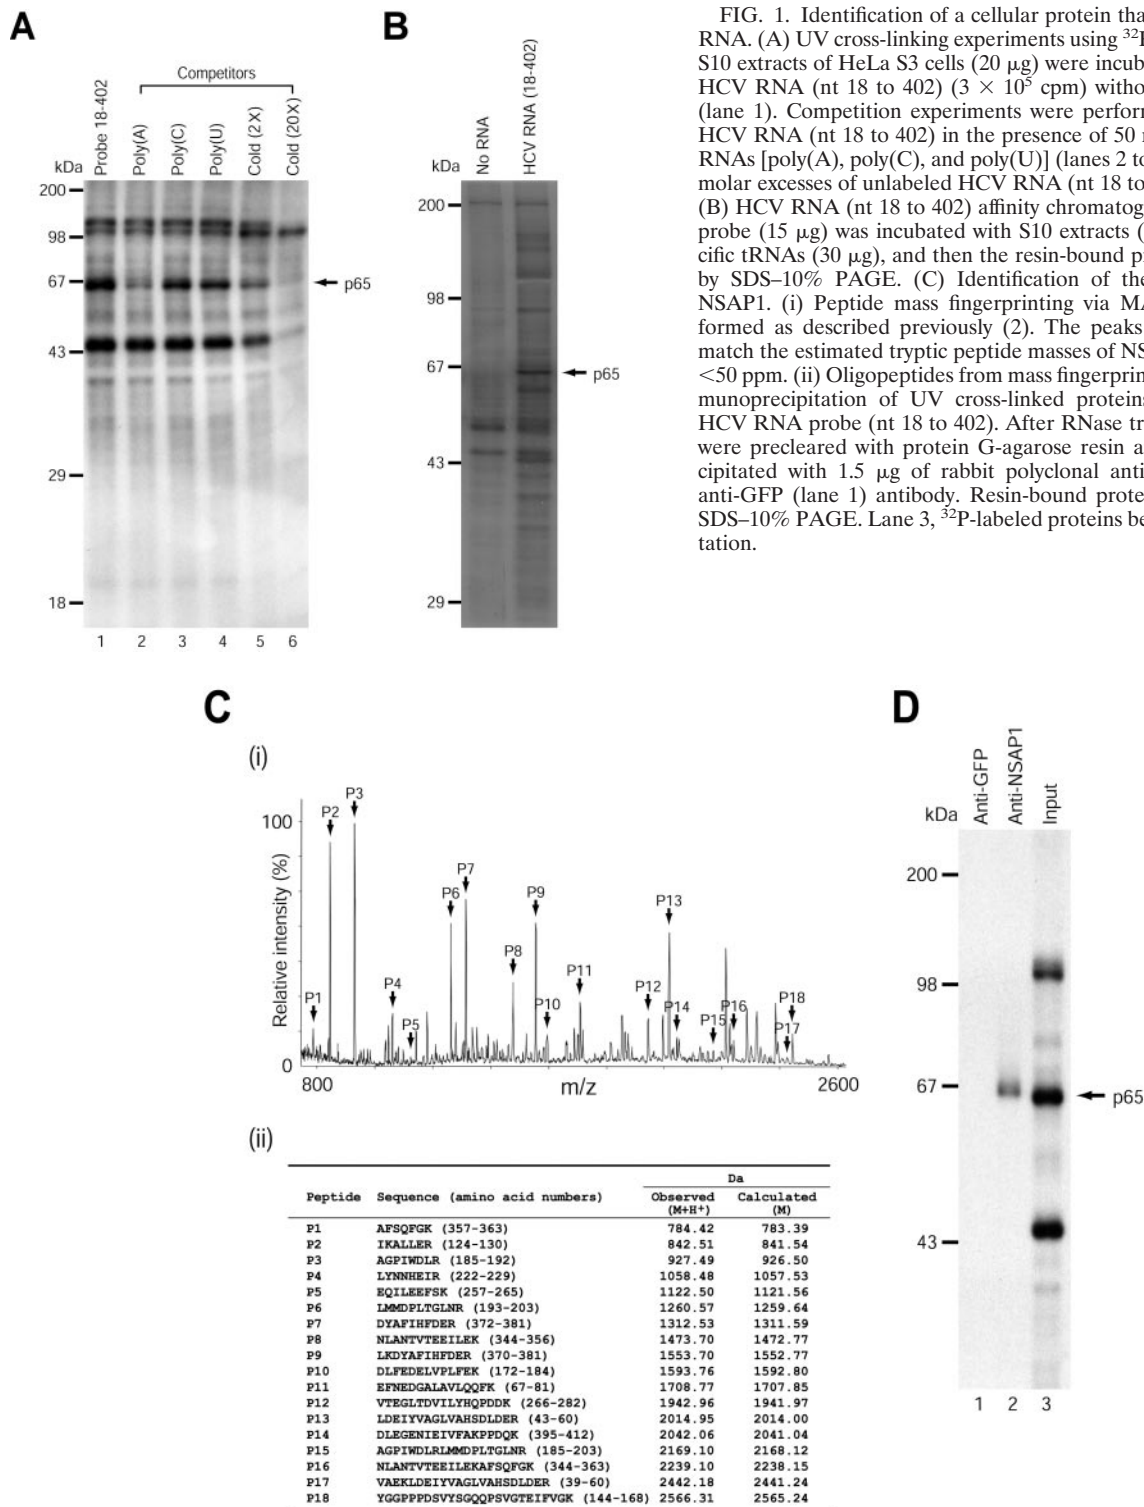 A
Competitors
Probe 18-402
Poly(A)
Poly(C)
Poly(U)
Cold (2X)
Cold (20X)
kDa
200
98
67
p65
43
29
18
1 2 3 4 5 6
B
No RNA
HCV RNA (18-402)
kDa
200
98
67
p65
43
29
FIG. 1. Identification of a cellular protein tha
RNA. (A) UV cross-linking experiments using ³²
S10 extracts of HeLa S3 cells (20 μg) were incub
HCV RNA (nt 18 to 402) (3 × 10⁵ cpm) witho
(lane 1). Competition experiments were perform
HCV RNA (nt 18 to 402) in the presence of 50
RNAs [poly(A), poly(C), and poly(U)] (lanes 2 to
molar excesses of unlabeled HCV RNA (nt 18 to
(B) HCV RNA (nt 18 to 402) affinity chromatog
probe (15 μg) was incubated with S10 extracts (
cific tRNAs (30 μg), and then the resin-bound p
by SDS–10% PAGE. (C) Identification of the
NSAP1. (i) Peptide mass fingerprinting via MA
formed as described previously (2). The peaks
match the estimated tryptic peptide masses of NS
<50 ppm. (ii) Oligopeptides from mass fingerprin
munoprecipitation of UV cross-linked proteins
HCV RNA probe (nt 18 to 402). After RNase tr
were precleared with protein G-agarose resin a
cipitated with 1.5 μg of rabbit polyclonal anti
anti-GFP (lane 1) antibody. Resin-bound prote
SDS–10% PAGE. Lane 3, ³²P-labeled proteins be
tation.
C
(i)
Relative intensity (%)
100
0
P1 P2 P3 P4 P5 P6 P7 P8 P9 P10 P11 P12 P13 P14 P15 P16 P17 P18
800 2600
m/z
(ii)
Da
Peptide Sequence (amino acid numbers) Observed Calculated
(M+H⁺) (M)
P1 AFSQFGK (357-363) 784.42 783.39
P2 IKALLER (124-130) 842.51 841.54
P3 AGPIWDLR (185-192) 927.49 926.50
P4 LYNNHEIR (222-229) 1058.48 1057.53
P5 EQILEEFSK (257-265) 1122.50 1121.56
P6 LMMDPLTGLNR (193-203) 1260.57 1259.64
P7 DYAFIHFDER (372-381) 1312.53 1311.59
P8 NLANTVTEEILEK (344-356) 1473.70 1472.77
P9 LKDYAFIHFDER (370-381) 1553.70 1552.77
P10 DLFEDELVPLFEK (172-184) 1593.76 1592.80
P11 EFNEDGALAVLQQFK (67-81) 1708.77 1707.85
P12 VTEGLTDVILYHQPDDK (266-282) 1942.96 1941.97
P13 LDEIYVAGLVAHSDLDER (43-60) 2014.95 2014.00
P14 DLEGENIEIVFAKPPDQK (395-412) 2042.06 2041.04
P15 AGPIWDLRLMMDPLTGLNR (185-203) 2169.10 2168.12
P16 NLANTVTEEILEKAFSQFGK (344-363) 2239.10 2238.15
P17 VAEKLDEIYVAGLVAHSDLDER (39-60) 2442.18 2441.24
P18 YGGPPPDSVYSGQQPSVGTEIFVGK (144-168) 2566.31 2565.24
D
Anti-GFP
Anti-NSAP1
Input
kDa
200
98
67
p65
43
1 2 3